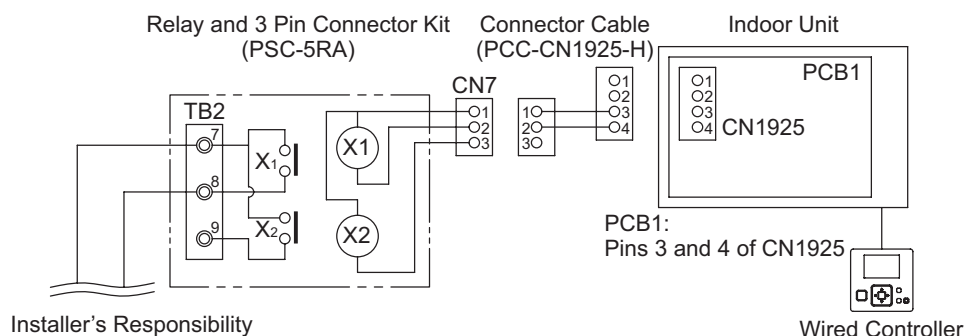 Relay and 3 Pin Connector Kit
(PSC-5RA)
Connector Cable
(PCC-CN1925-H)
Indoor Unit
TB2
7
8
9
X1
X2
X1
X2
CN7
1
2
3
1
2
3
1
2
3
4
PCB1
1
2
3
4
CN1925
PCB1:
Pins 3 and 4 of CN1925
Installer's Responsibility
Wired Controller